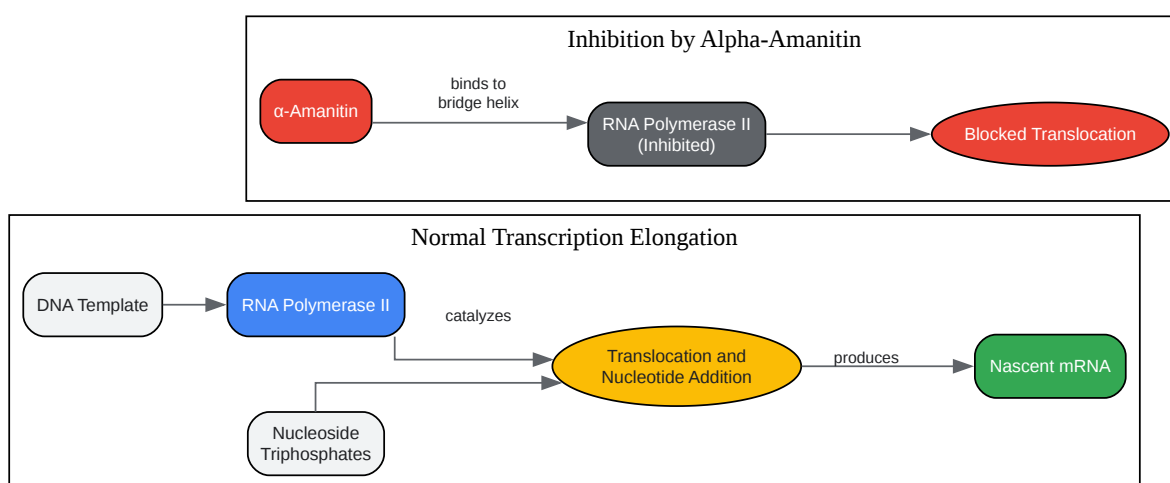 Inhibition by Alpha-Amanitin
α-Amanitin
binds to
bridge helix
RNA Polymerase II
(Inhibited)
Blocked Translocation
Normal Transcription Elongation
DNA Template
RNA Polymerase II
catalyzes
Nucleoside
Triphosphates
Translocation and
Nucleotide Addition
produces
Nascent mRNA